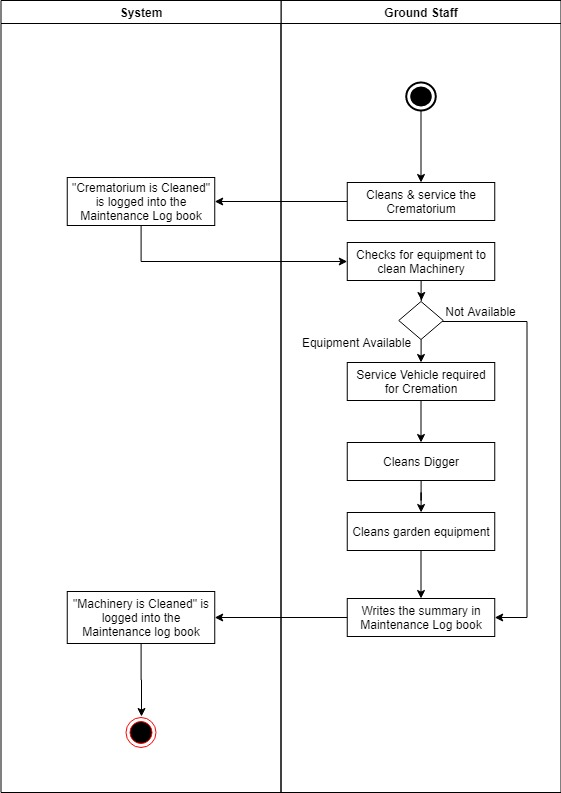 System
Ground Staff
Cleans & service the
Crematorium
"Crematorium is Cleaned"
is logged into the
Maintenance Log book
Checks for equipment to
clean Machinery
Not Available
Equipment Available
Service Vehicle required
for Cremation
Cleans Digger
Cleans garden equipment
Writes the summary in
Maintenance Log book
"Machinery is Cleaned" is
logged into the
Maintenance log book